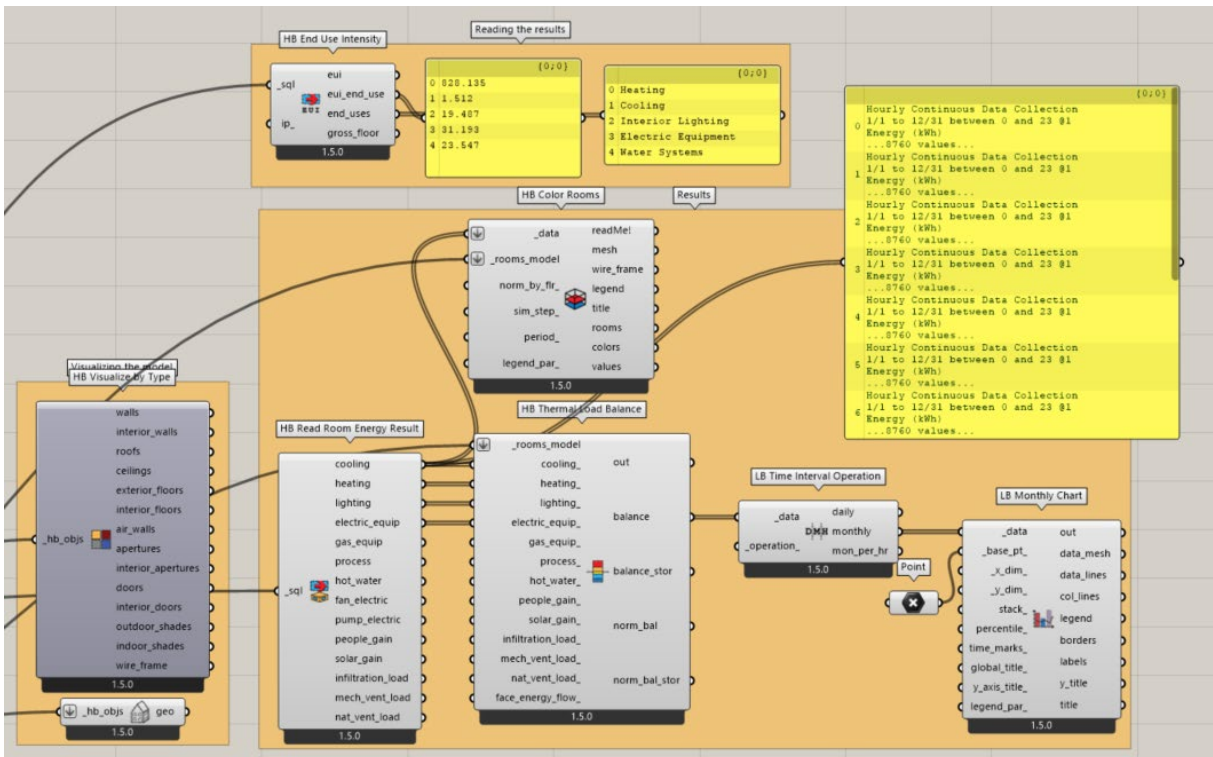 HB End Use Intensity
Reading the results
_sql
ip_
eui
eui_end_use
end_uses
gross_floor
EUI
1.5.0
{0;0}
0 828.135
1 1.512
2 19.487
3 31.193
4 23.547
{0;0}
0 Heating
1 Cooling
2 Interior Lighting
3 Electric Equipment
4 Water Systems
{0;0}
0 Hourly Continuous Data Collection
1/1 to 12/31 between 0 and 23 @1
Energy (kWh)
...8760 values...
1 Hourly Continuous Data Collection
1/1 to 12/31 between 0 and 23 @1
Energy (kWh)
...8760 values...
2 Hourly Continuous Data Collection
1/1 to 12/31 between 0 and 23 @1
Energy (kWh)
...8760 values...
3 Hourly Continuous Data Collection
1/1 to 12/31 between 0 and 23 @1
Energy (kWh)
...8760 values...
4 Hourly Continuous Data Collection
1/1 to 12/31 between 0 and 23 @1
Energy (kWh)
...8760 values...
5 Hourly Continuous Data Collection
1/1 to 12/31 between 0 and 23 @1
Energy (kWh)
...8760 values...
6 Hourly Continuous Data Collection
1/1 to 12/31 between 0 and 23 @1
Energy (kWh)
...8760 values...
HB Color Rooms
Results
_data
_rooms_model
norm_by_flr_
sim_step_
period_
legend_par_
readMe!
mesh
wire_frame
legend
title
rooms
colors
values
1.5.0
Visualizing the model
HB Visualize by Type
_hb_objs
walls
interior_walls
roofs
ceilings
exterior_floors
interior_floors
air_walls
apertures
interior_apertures
doors
interior_doors
outdoor_shades
indoor_shades
wire_frame
1.5.0
_hb_objs
geo
1.5.0
HB Read Room Energy Result
_sql
cooling
heating
lighting
electric_equip
gas_equip
process
hot_water
fan_electric
pump_electric
people_gain
solar_gain
infiltration_load
mech_vent_load
nat_vent_load
1.5.0
HB Thermal Load Balance
_rooms_model
cooling_
heating_
lighting_
electric_equip_
gas_equip_
process_
hot_water_
people_gain_
solar_gain_
infiltration_load_
mech_vent_load_
nat_vent_load_
face_energy_flow_
out
balance
balance_stor
norm_bal
norm_bal_stor
1.5.0
LB Time Interval Operation
_data
_operation_
DMH
daily
monthly
mon_per_hr
1.5.0
Point
LB Monthly Chart
_data
_base_pt_
_x_dim_
_y_dim_
stack_
percentile_
time_marks_
global_title_
y_axis_title_
legend_par_
out
data_mesh
data_lines
col_lines
legend
borders
labels
y_title
title
1.5.0